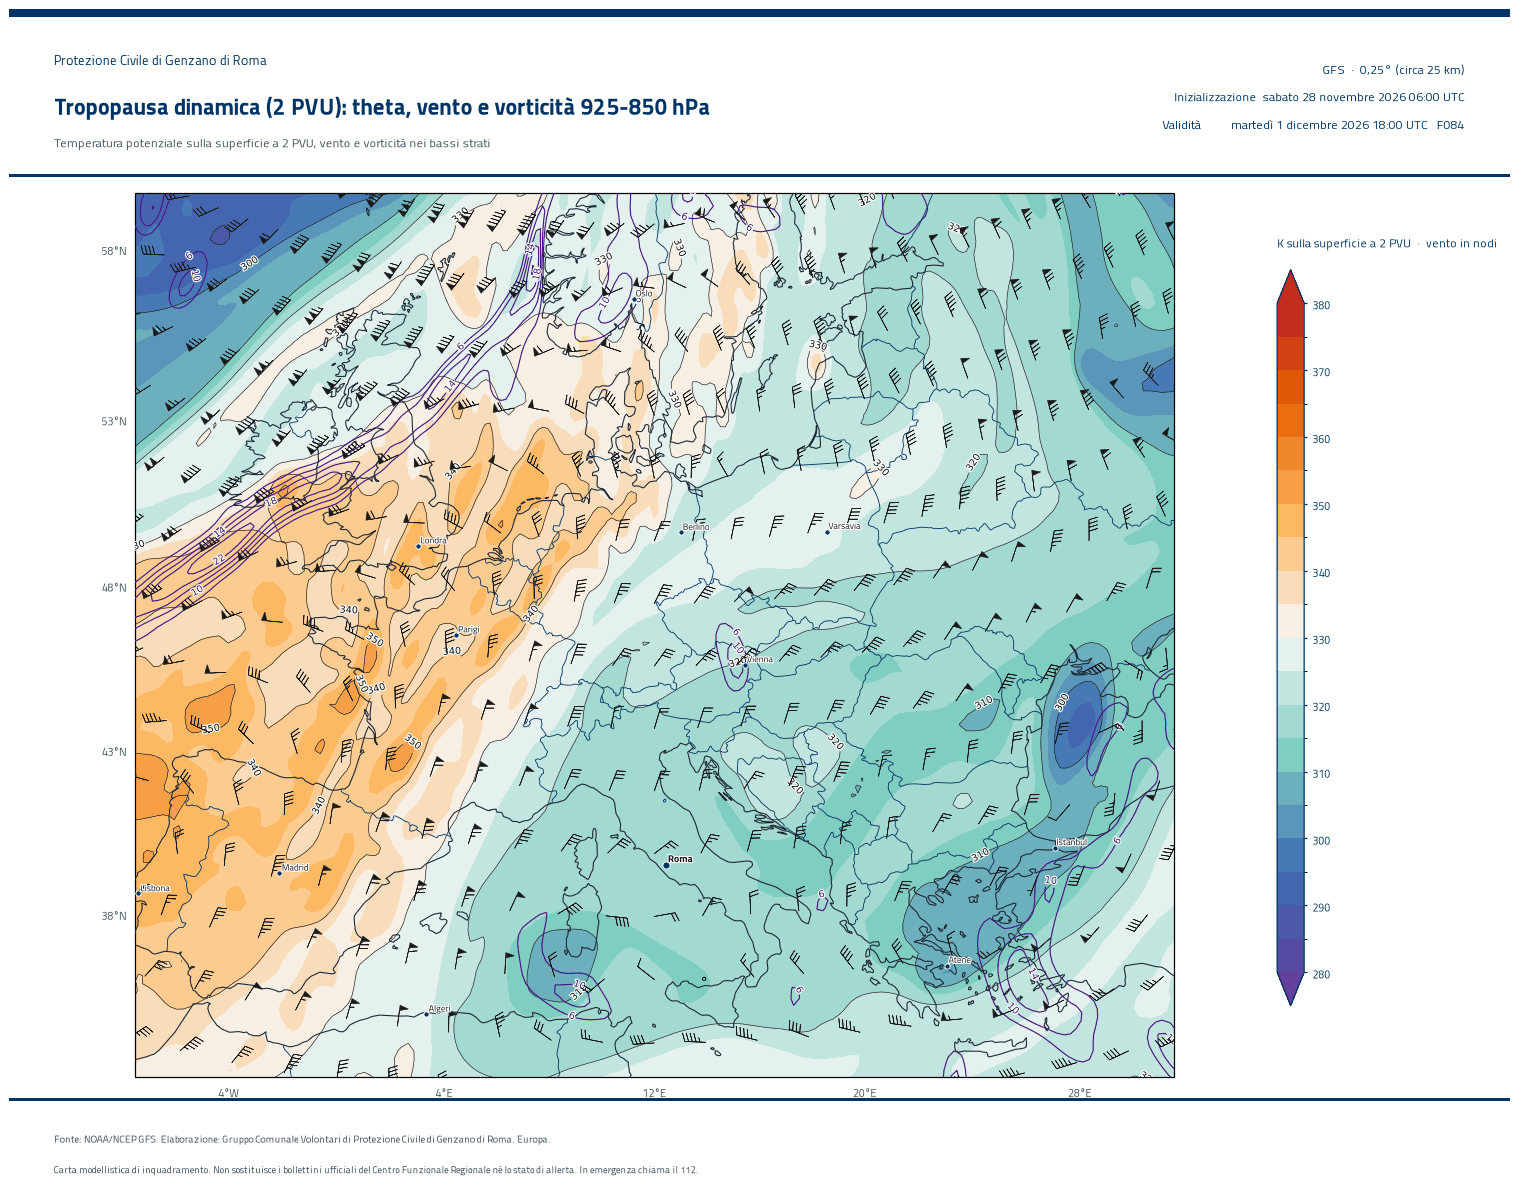 Protezione Civile di Genzano di Roma
Tropopausa dinamica (2 PVU): theta, vento e vorticità 925-850 hPa
Temperatura potenziale sulla superficie a 2 PVU, vento e vorticità nei bassi strati
GFS · 0,25° (circa 25 km)
Inizializzazione sabato 28 novembre 2026 06:00 UTC
Validità martedì 1 dicembre 2026 18:00 UTC F084
K sulla superficie a 2 PVU · vento in nodi
380
370
360
350
340
330
320
310
300
290
280
58°N
53°N
48°N
43°N
38°N
4°W
4°E
12°E
20°E
28°E
Oslo
Londra
Berlino
Varsavia
Parigi
Vienna
Madrid
Lisbona
Roma
Istanbul
Atene
Algeri
Fonte: NOAA/NCEP GFS. Elaborazione: Gruppo Comunale Volontari di Protezione Civile di Genzano di Roma. Europa.
Carta modellistica di inquadramento. Non sostituisce i bollettini ufficiali del Centro Funzionale Regionale né lo stato di allerta. In emergenza chiama il 112.